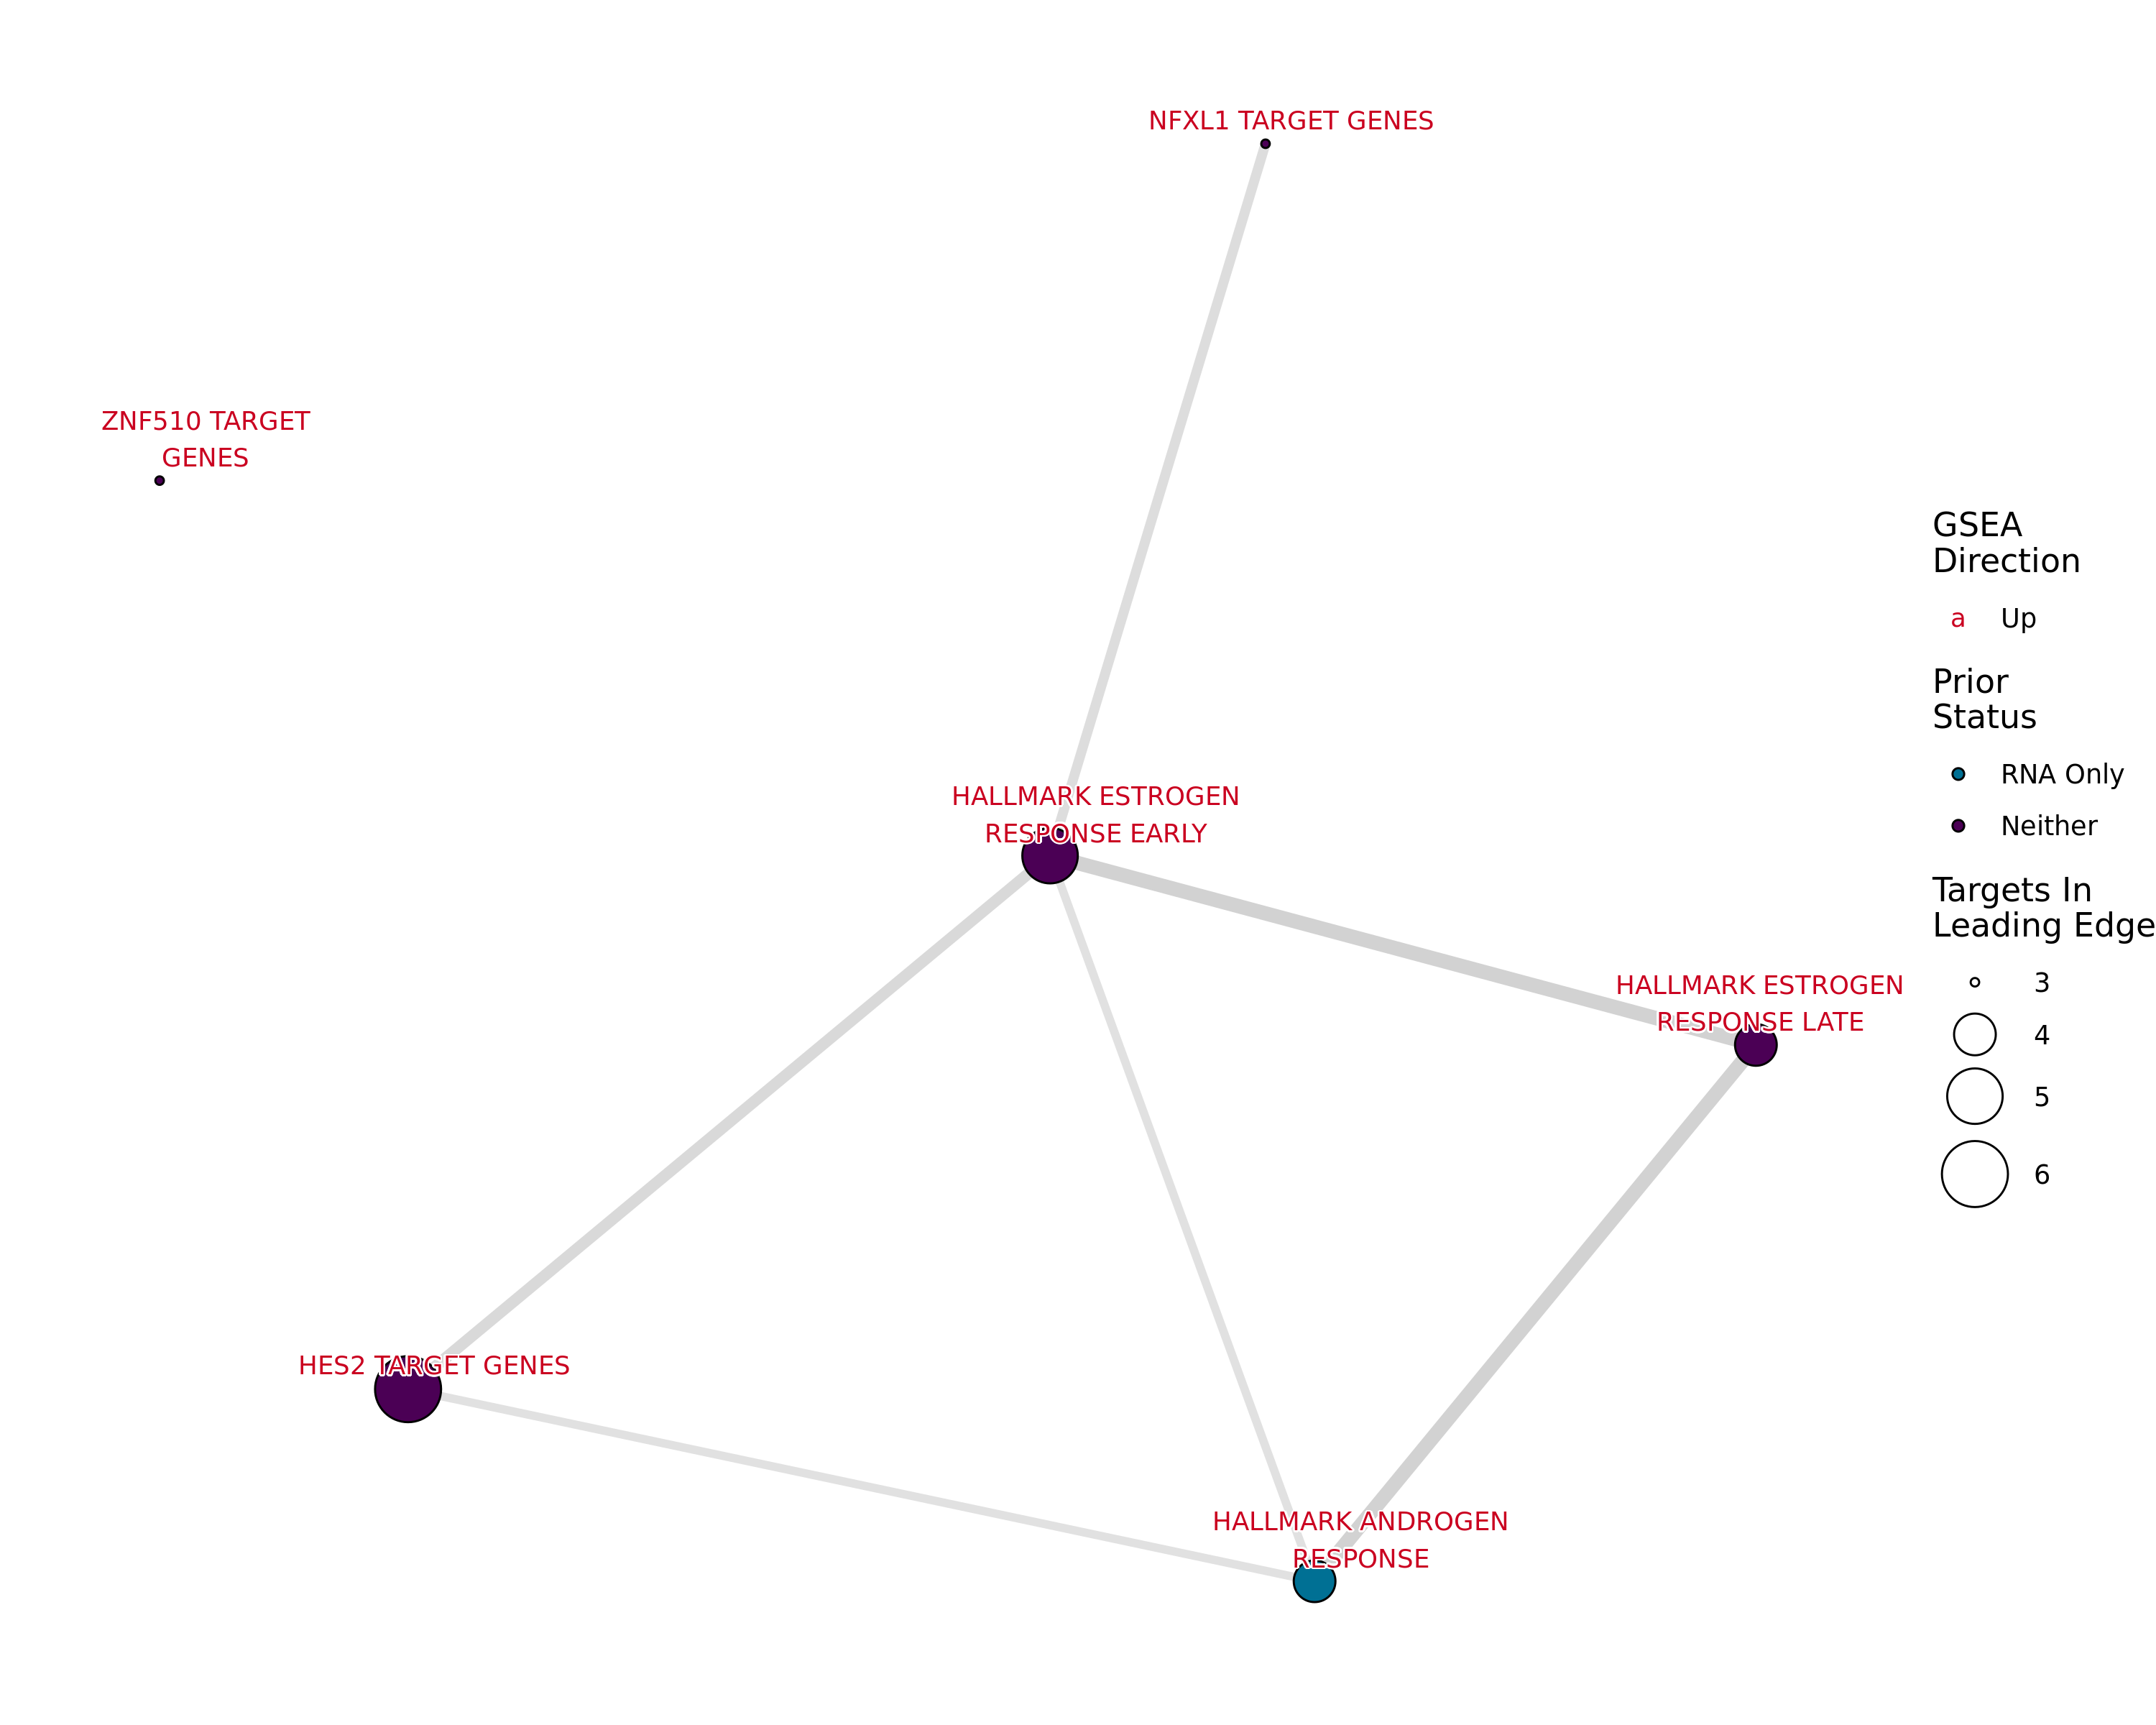 NFXL1 TARGET GENES
ZNF510 TARGET
GENES
HALLMARK ESTROGEN
RESPONSE EARLY
HALLMARK ESTROGEN
RESPONSE LATE
HES2 TARGET GENES
HALLMARK ANDROGEN
RESPONSE
GSEA
Direction
a Up
Prior
Status
RNA Only
Neither
Targets In
Leading Edge
3
4
5
6